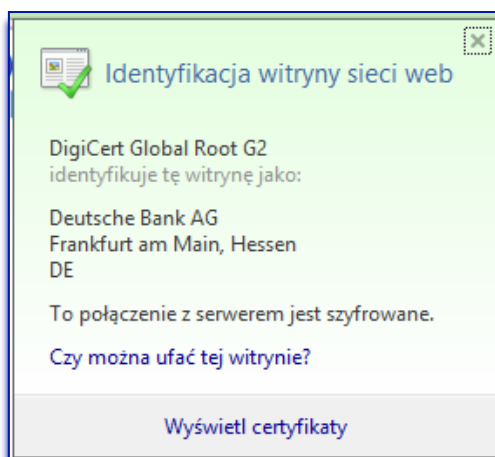 Identyfikacja witryny sieci web
DigiCert Global Root G2
identyfikuje tę witrynę jako:
Deutsche Bank AG
Frankfurt am Main, Hessen
DE
To połączenie z serwerem jest szyfrowane.
Czy można ufać tej witrynie?
Wyświetl certyfikaty